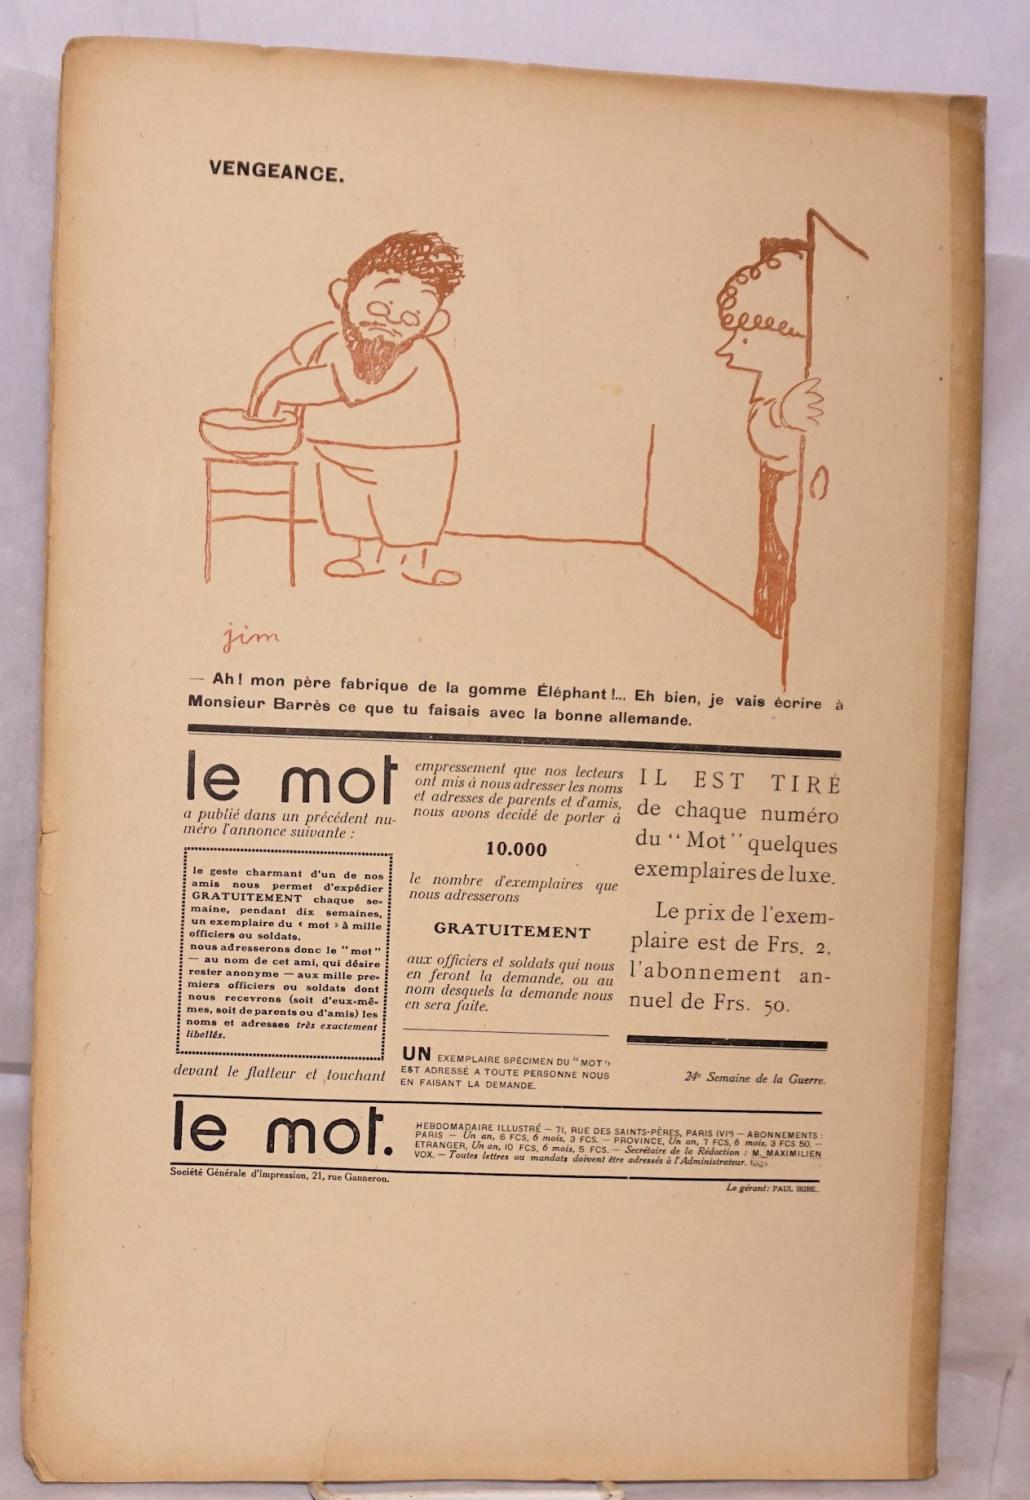 VENGEANCE.
jim
— Ah! mon père fabrique de la gomme Éléphant!... Eh bien, je vais écrire à
Monsieur Barrès ce que tu faisais avec la bonne allemande.
le mot
a publié dans un précédent nu-
méro l'annonce suivante :
le geste charmant d'un de nos
amis nous permet d'expédier
GRATUITEMENT chaque se-
maine, pendant dix semaines,
un exemplaire du « mot » à mille
officiers ou soldats.
nous adresserons donc le "mot"
— au nom de cet ami, qui désire
rester anonyme — aux mille pre-
miers officiers ou soldats dont
nous recevrons (soit d'eux-mê-
mes, soit de parents ou d'amis) les
noms et adresses très exactement
libellés.
devant le flatteur et touchant
empressement que nos lecteurs
ont mis à nous adresser les noms
et adresses de parents et d'amis,
nous avons décidé de porter à
10.000
le nombre d'exemplaires que
nous adresserons
GRATUITEMENT
aux officiers et soldats qui nous
en feront la demande, ou au
nom desquels la demande nous
en sera faite.
UN EXEMPLAIRE SPÉCIMEN DU "MOT",
EST ADRESSÉ A TOUTE PERSONNE NOUS
EN FAISANT LA DEMANDE.
IL EST TIRÉ
de chaque numéro
du "Mot" quelques
exemplaires de luxe.
Le prix de l'exem-
plaire est de Frs. 2,
l'abonnement an-
nuel de Frs. 50.
24e Semaine de la Guerre.
le mot.
HEBDOMADAIRE ILLUSTRÉ — 71, RUE DES SAINTS-PÈRES, PARIS (VIe) — ABONNEMENTS :
PARIS — Un an, 6 FCS, 6 mois, 3 FCS. — PROVINCE, Un an, 7 FCS, 6 mois, 3 FCS 50. —
ETRANGER, Un an, 10 FCS, 6 mois, 5 FCS. — Secrétaire de la Rédaction : M. MAXIMILIEN
VOX. — Toutes lettres ou mandats doivent être adressés à l'Administrateur.
Société Générale d'Impression, 21, rue Ganneron.
Le gérant: PAUL IRIBE.